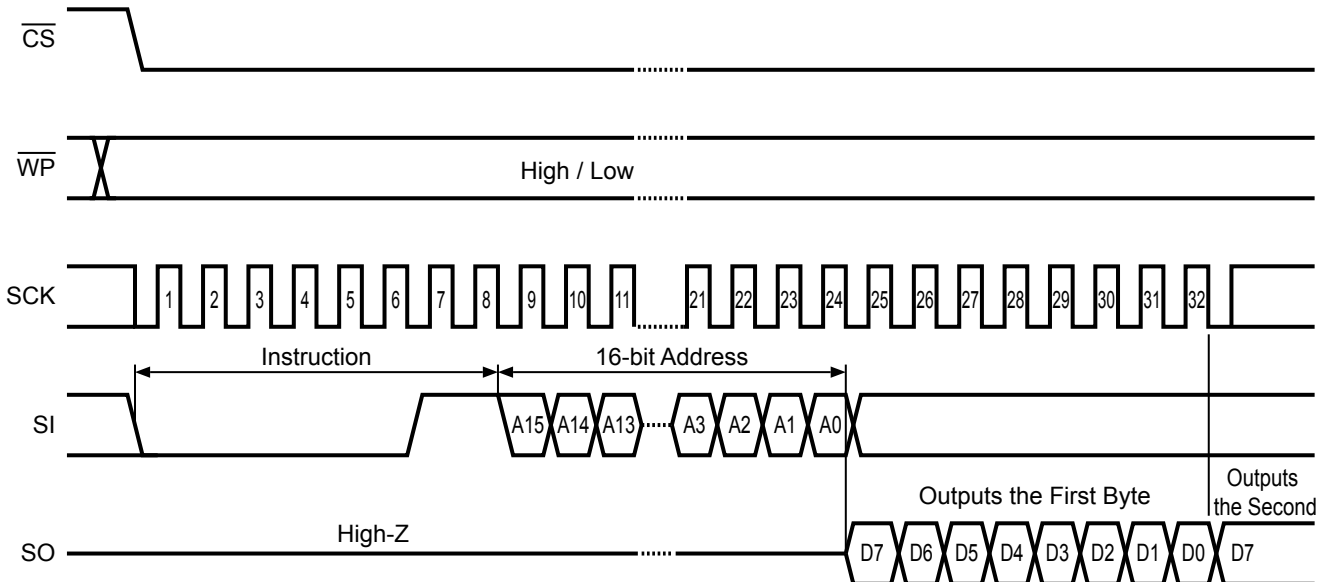 CS
WP
High / Low
SCK
1 2 3 4 5 6 7 8 9 10 11 21 22 23 24 25 26 27 28 29 30 31 32
Instruction
16-bit Address
SI
A15 A14 A13 A3 A2 A1 A0
Outputs the First Byte
Outputs
the Second
High-Z
SO
D7 D6 D5 D4 D3 D2 D1 D0 D7